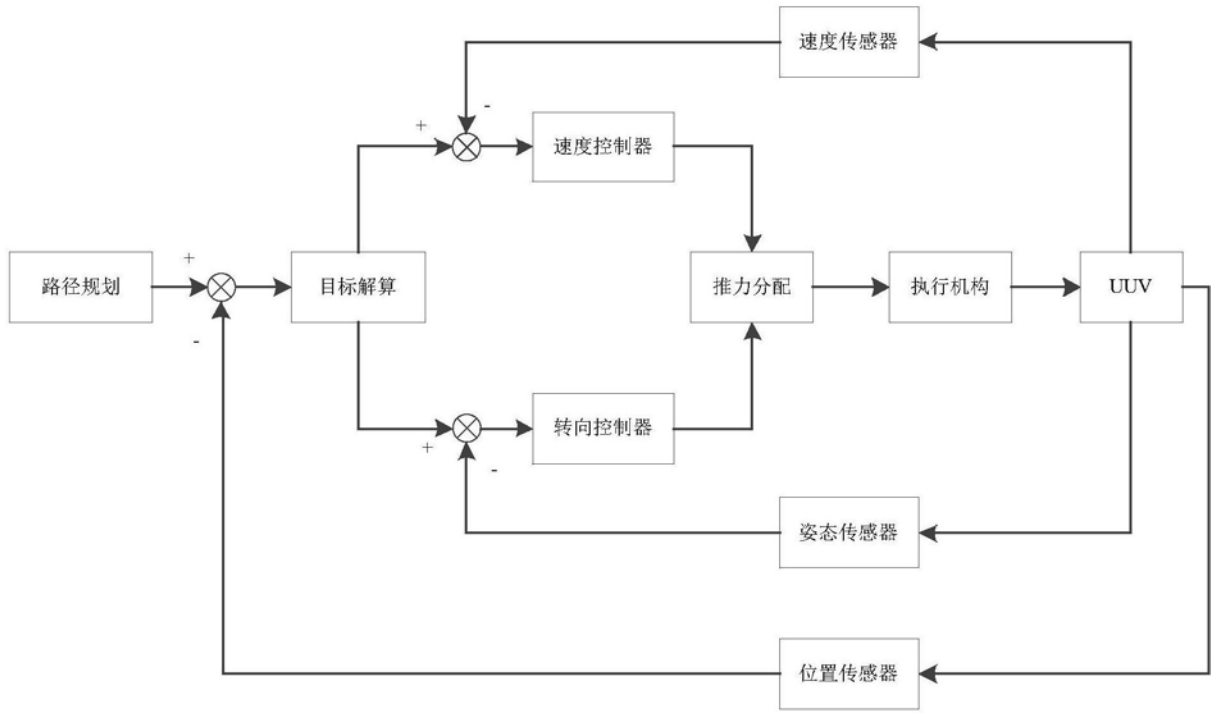 速度传感器
-
+
速度控制器
+
路径规划
目标解算
推力分配
执行机构
UUV
-
转向控制器
+
-
姿态传感器
位置传感器